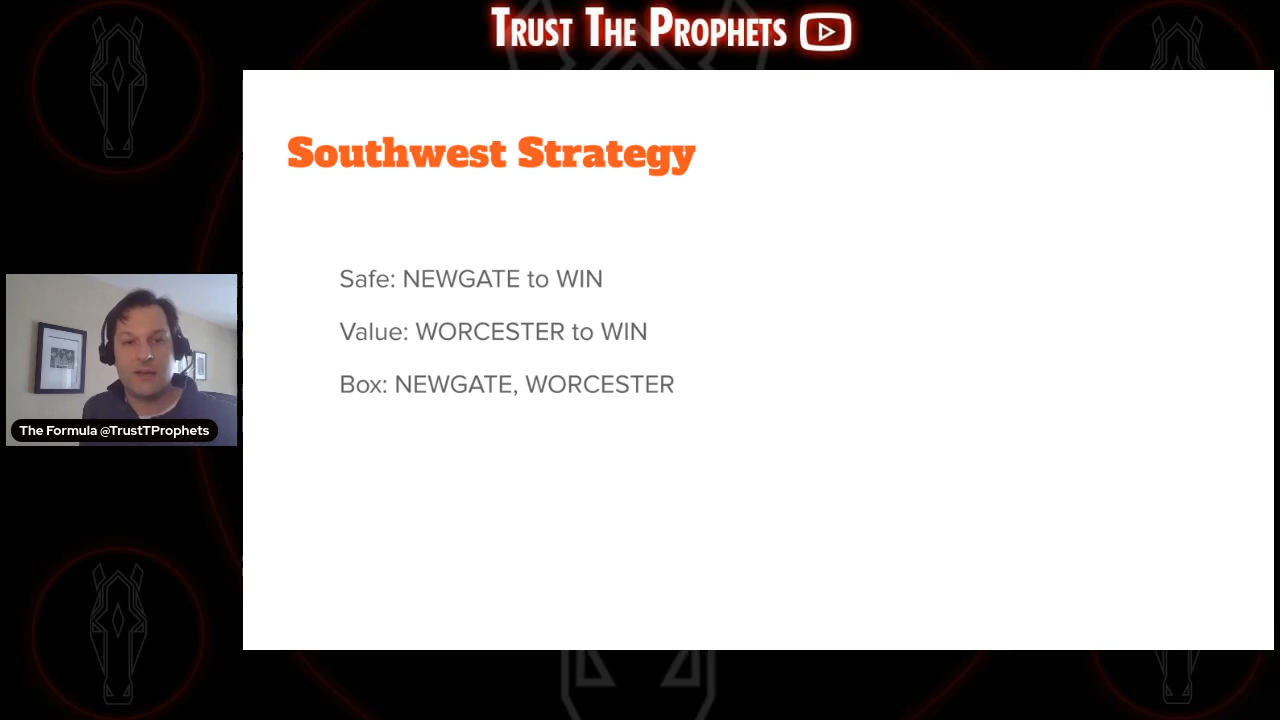 Trust The Prophets
Southwest Strategy
Safe: NEWGATE to WIN
Value: WORCESTER to WIN
Box: NEWGATE, WORCESTER
The Formula @TrustTProphets